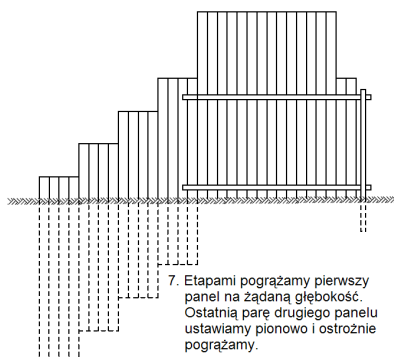 7. Etapami pogrążamy pierwszy
panel na żądaną głębokość.
Ostatnią parę drugiego panelu
ustawiamy pionowo i ostrożnie
pogrążamy.